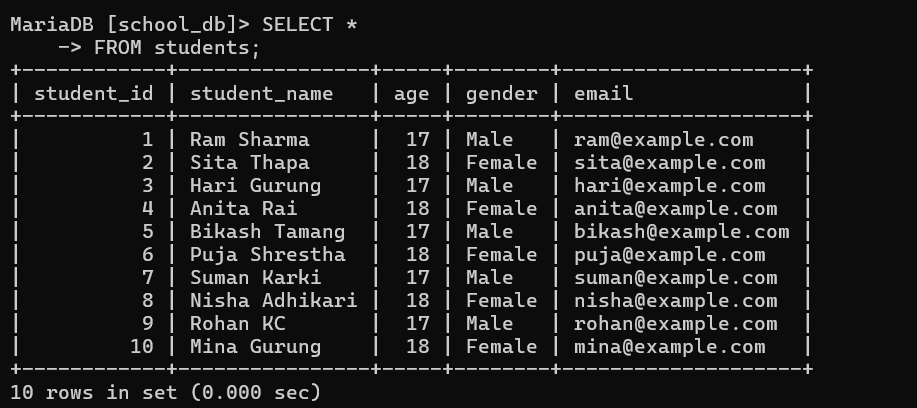 MariaDB [school_db]> SELECT *
    -> FROM students;
+------------+----------------+-----+--------+--------------------+
| student_id | student_name   | age | gender | email              |
+------------+----------------+-----+--------+--------------------+
|          1 | Ram Sharma     |  17 | Male   | ram@example.com    |
|          2 | Sita Thapa     |  18 | Female | sita@example.com   |
|          3 | Hari Gurung    |  17 | Male   | hari@example.com   |
|          4 | Anita Rai      |  18 | Female | anita@example.com  |
|          5 | Bikash Tamang  |  17 | Male   | bikash@example.com |
|          6 | Puja Shrestha  |  18 | Female | puja@example.com   |
|          7 | Suman Karki    |  17 | Male   | suman@example.com  |
|          8 | Nisha Adhikari |  18 | Female | nisha@example.com  |
|          9 | Rohan KC       |  17 | Male   | rohan@example.com  |
|         10 | Mina Gurung    |  18 | Female | mina@example.com   |
+------------+----------------+-----+--------+--------------------+
10 rows in set (0.000 sec)